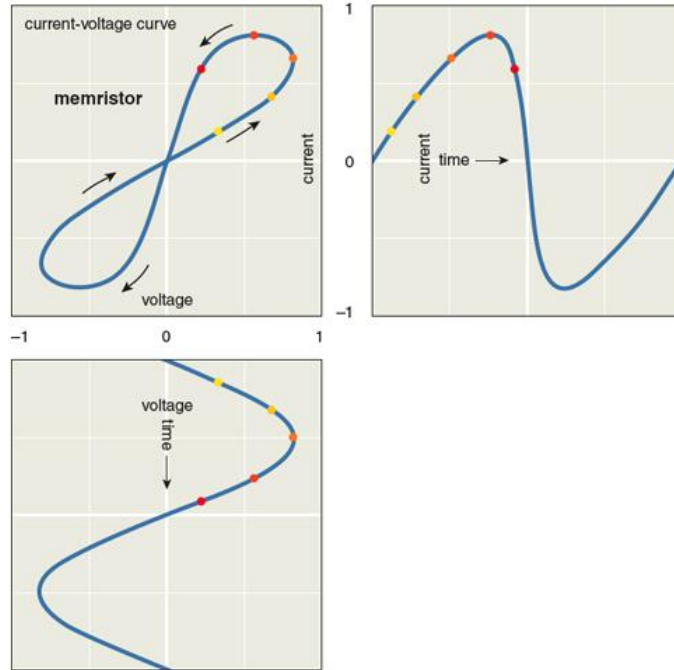 current-voltage curve
memristor
current
voltage
−1
0
1
1
0
−1
current
time
voltage
time